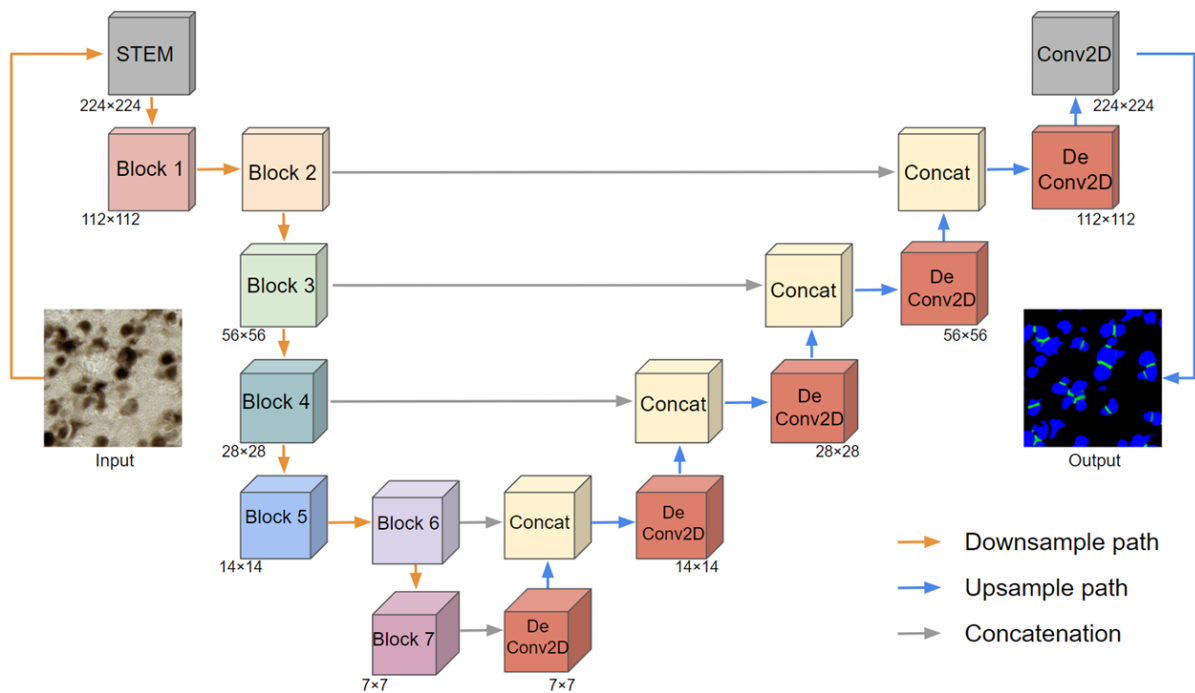 STEM
Conv2D
224×224
224×224
Block 1
Block 2
Concat
De
Conv2D
112×112
112×112
Block 3
Concat
De
Conv2D
56×56
56×56
Block 4
Concat
De
Conv2D
28×28
28×28
Input
Output
Block 5
Block 6
Concat
De
Conv2D
14×14
14×14
Block 7
De
Conv2D
7×7
7×7
Downsample path
Upsample path
Concatenation